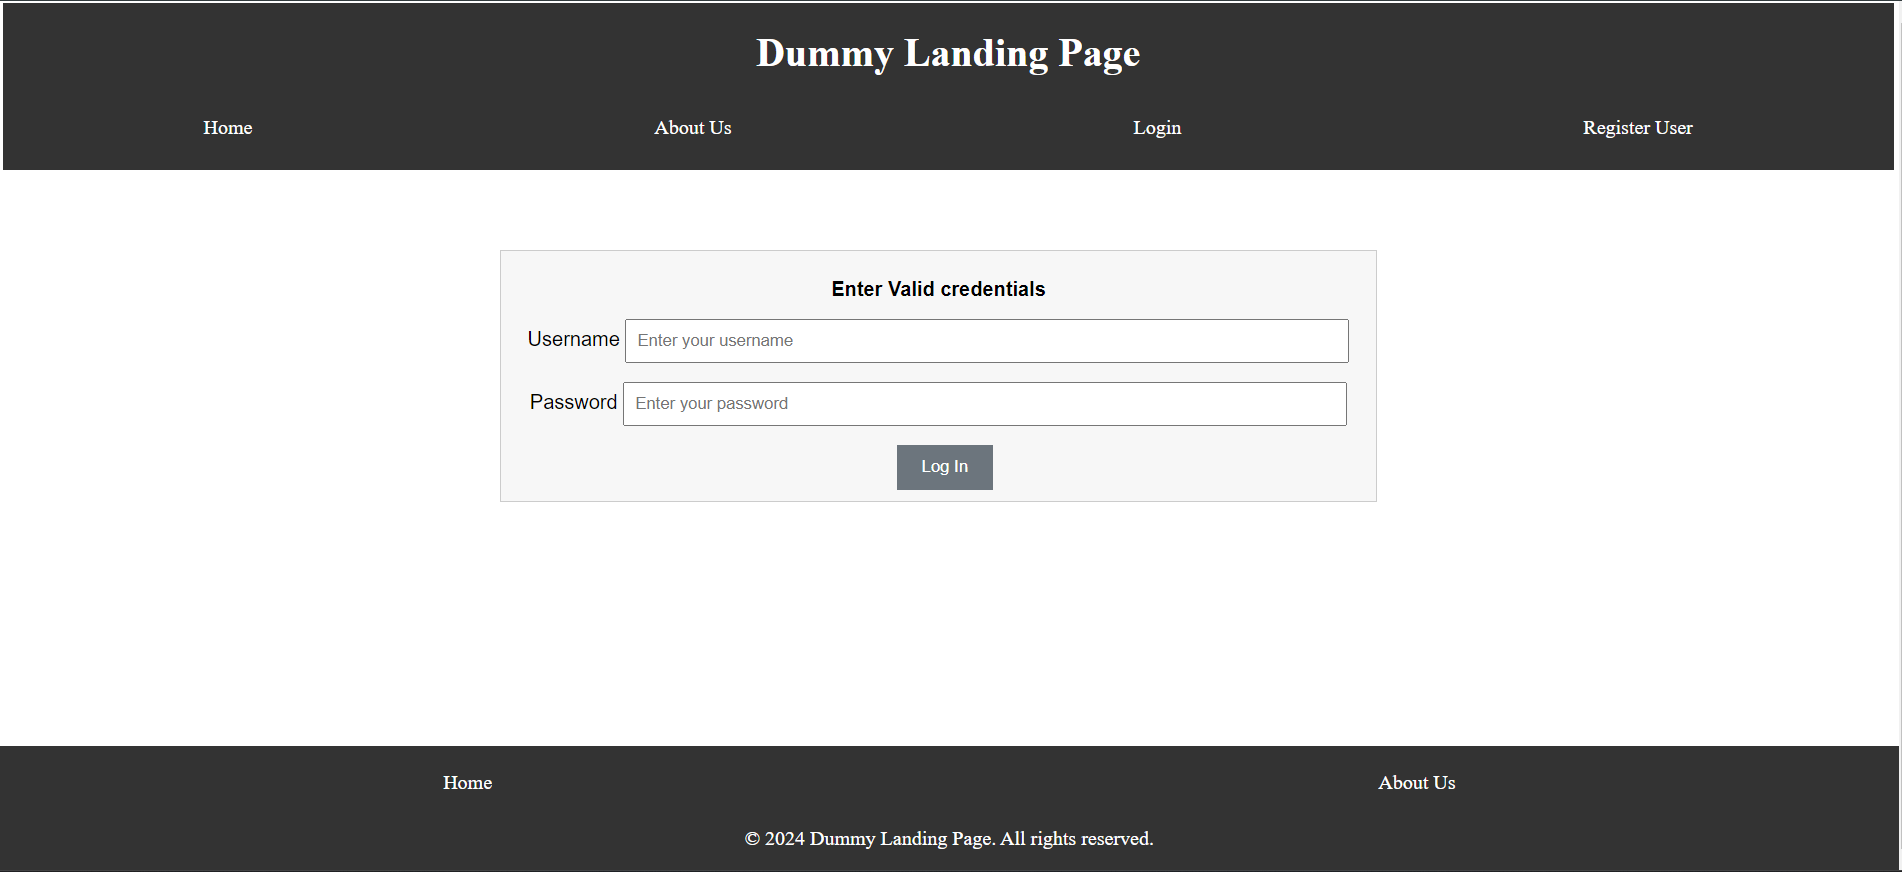 Dummy Landing Page
Home About Us Login Register User
Enter Valid credentials
Username Enter your username
Password Enter your password
Log In
Home About Us
© 2024 Dummy Landing Page. All rights reserved.